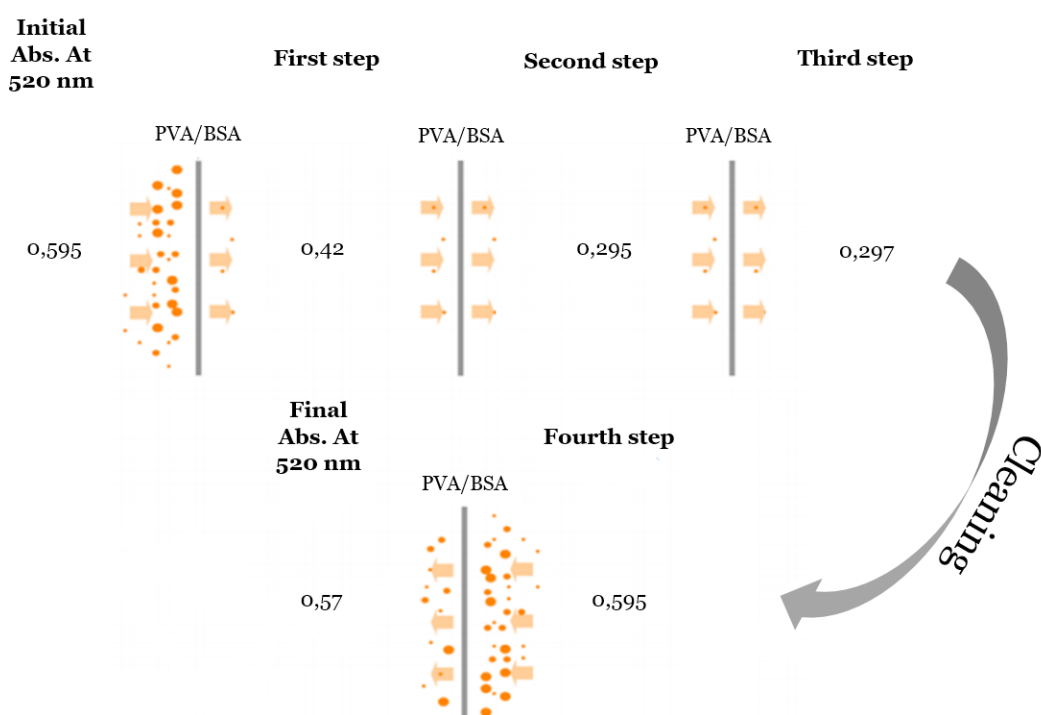 Initial
Abs. At
520 nm
First step
Second step
Third step
PVA/BSA
PVA/BSA
PVA/BSA
0,595
0,42
0,295
0,297
Final
Abs. At
520 nm
Fourth step
Cleaning
PVA/BSA
0,57
0,595